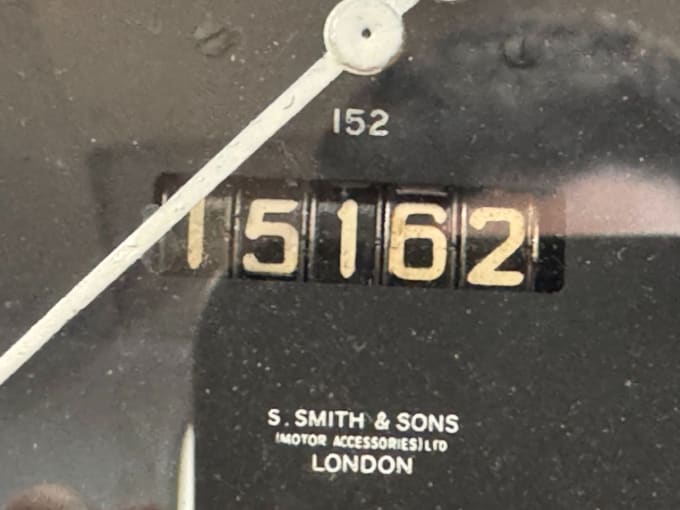 152
15162
S. SMITH & SONS
(MOTOR ACCESSORIES) LTD
LONDON